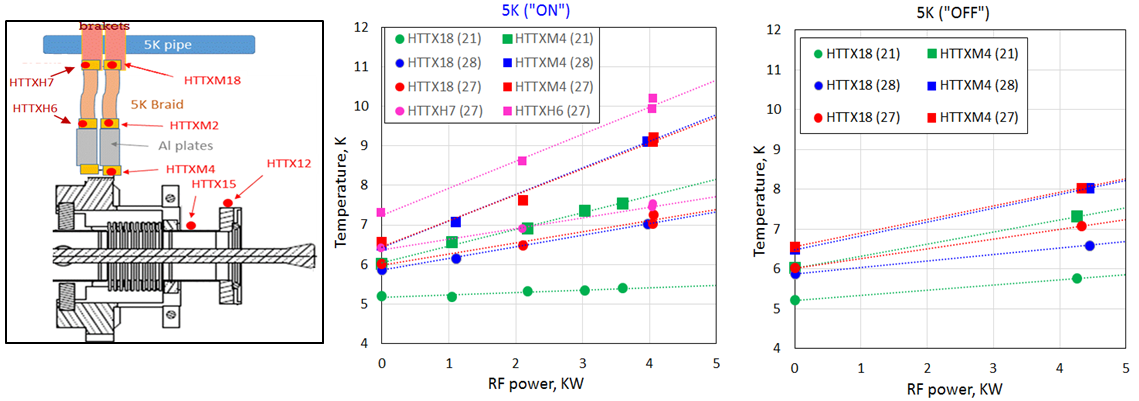 brakets
5K pipe
HTTXH7
HTTXM18
HTTXH6
5K Braid
HTTXM2
Al plates
HTTXM4
HTTX12
HTTX15
5K ("ON")
12
11
10
9
8
7
6
5
4
Temperature, K
HTTX18 (21)
HTTXM4 (21)
HTTX18 (28)
HTTXM4 (28)
HTTX18 (27)
HTTXM4 (27)
HTTXH7 (27)
HTTXH6 (27)
0
1
2
3
4
5
RF power, KW
5K ("OFF")
12
11
10
9
8
7
6
5
4
Temperature, K
HTTX18 (21)
HTTXM4 (21)
HTTX18 (28)
HTTXM4 (28)
HTTX18 (27)
HTTXM4 (27)
0
1
2
3
4
5
RF power, KW